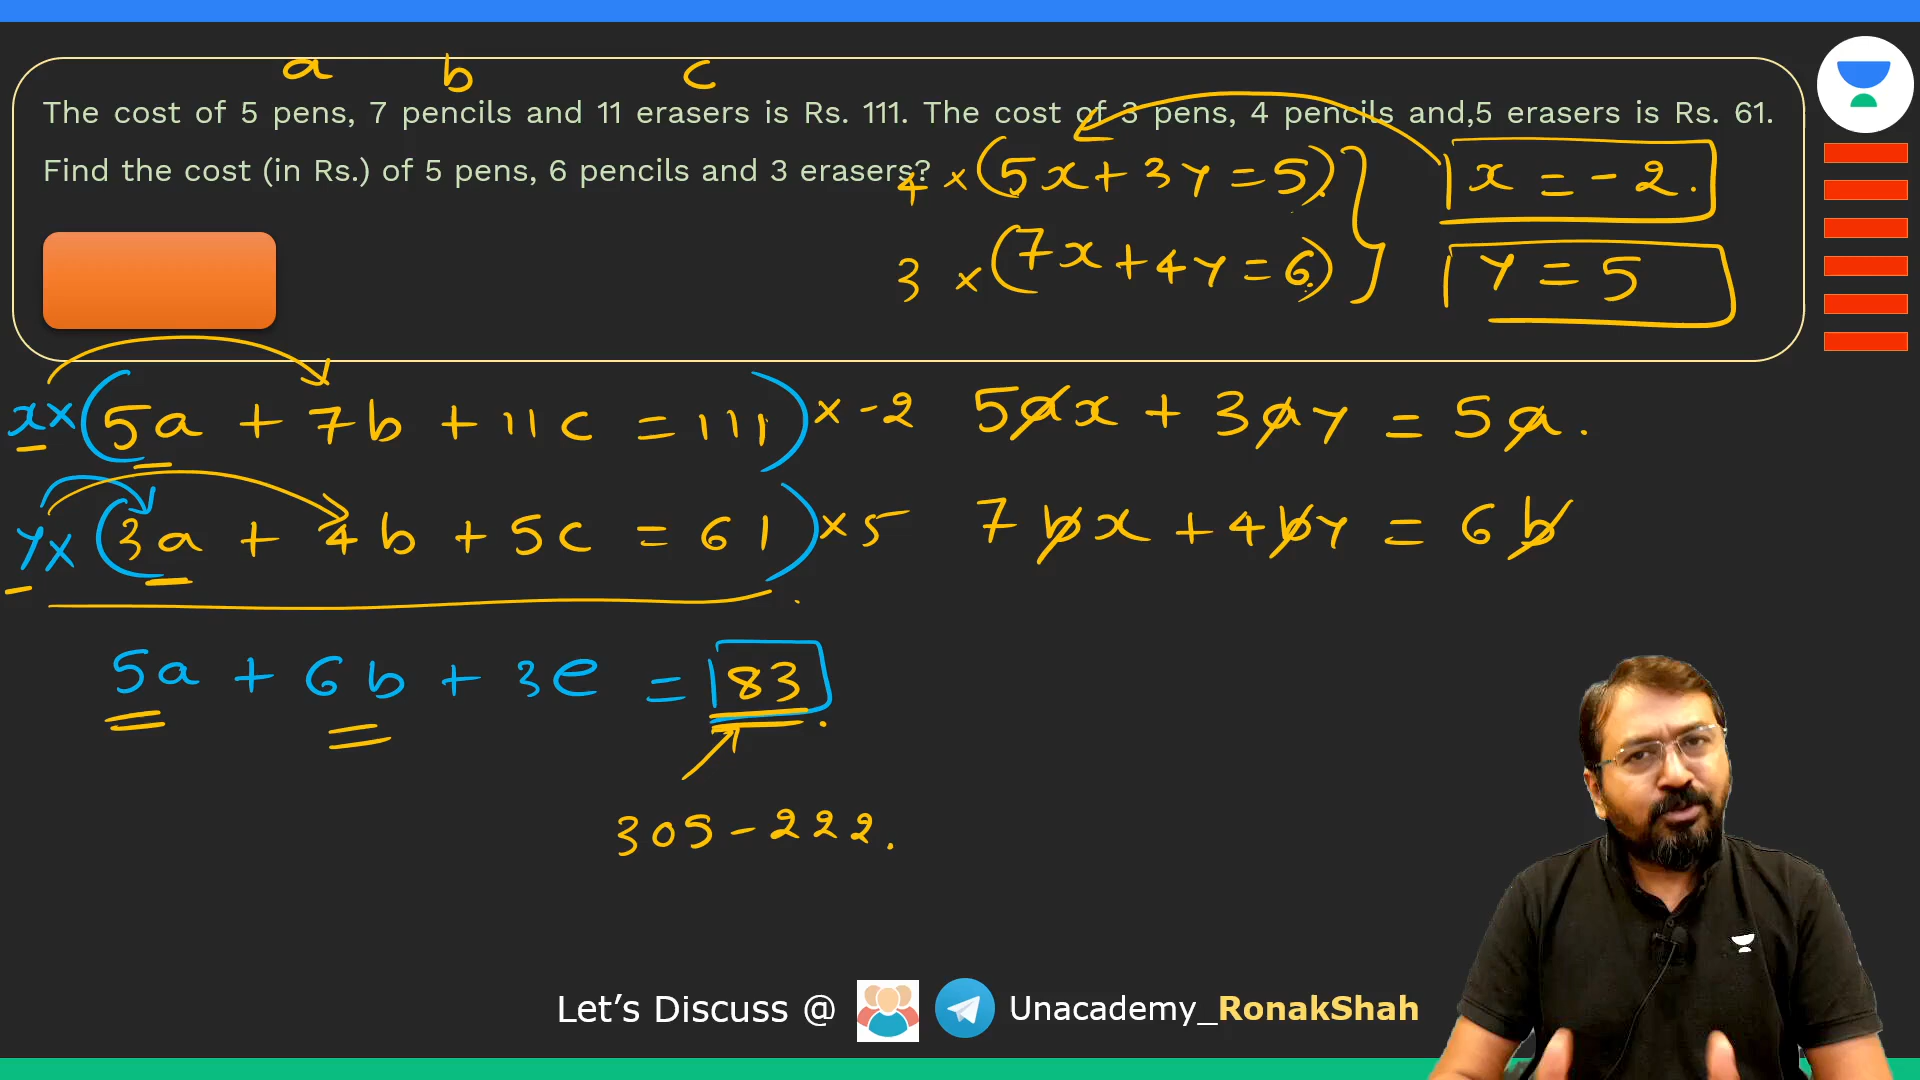 a b c
The cost of 5 pens, 7 pencils and 11 erasers is Rs. 111. The cost of 3 pens, 4 pencils and,5 erasers is Rs. 61.
Find the cost (in Rs.) of 5 pens, 6 pencils and 3 erasers?
4 × (5x + 3y = 5)
x = -2.
3 × (7x + 4y = 6)
y = 5
x × (5a + 7b + 11c = 111) × -2
5ax + 3ay = 5a.
y × (3a + 4b + 5c = 61) × 5
7bx + 4by = 6b
5a + 6b + 3e = 83.
305 - 222.
Let's Discuss @ Unacademy_RonakShah